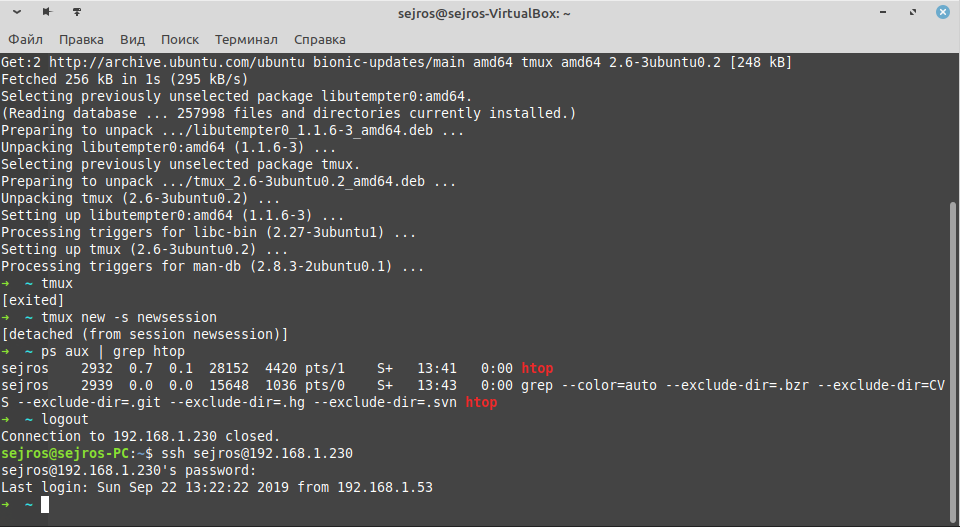 sejros@sejros-VirtualBox: ~
Файл Правка Вид Поиск Терминал Справка
Get:2 http://archive.ubuntu.com/ubuntu bionic-updates/main amd64 tmux amd64 2.6-3ubuntu0.2 [248 kB]
Fetched 256 kB in 1s (295 kB/s)
Selecting previously unselected package libutempter0:amd64.
(Reading database ... 257998 files and directories currently installed.)
Preparing to unpack .../libutempter0_1.1.6-3_amd64.deb ...
Unpacking libutempter0:amd64 (1.1.6-3) ...
Selecting previously unselected package tmux.
Preparing to unpack .../tmux_2.6-3ubuntu0.2_amd64.deb ...
Unpacking tmux (2.6-3ubuntu0.2) ...
Setting up libutempter0:amd64 (1.1.6-3) ...
Processing triggers for libc-bin (2.27-3ubuntu1) ...
Setting up tmux (2.6-3ubuntu0.2) ...
Processing triggers for man-db (2.8.3-2ubuntu0.1) ...
➜  ~ tmux
[exited]
➜  ~ tmux new -s newsession
[detached (from session newsession)]
➜  ~ ps aux | grep htop
sejros    2932  0.7  0.1  28152  4420 pts/1    S+   13:41   0:00 htop
sejros    2939  0.0  0.0  15648  1036 pts/0    S+   13:43   0:00 grep --color=auto --exclude-dir=.bzr --exclude-dir=CV
S --exclude-dir=.git --exclude-dir=.hg --exclude-dir=.svn htop
➜  ~ logout
Connection to 192.168.1.230 closed.
sejros@sejros-PC:~$ ssh sejros@192.168.1.230
sejros@192.168.1.230's password:
Last login: Sun Sep 22 13:22:22 2019 from 192.168.1.53
➜  ~